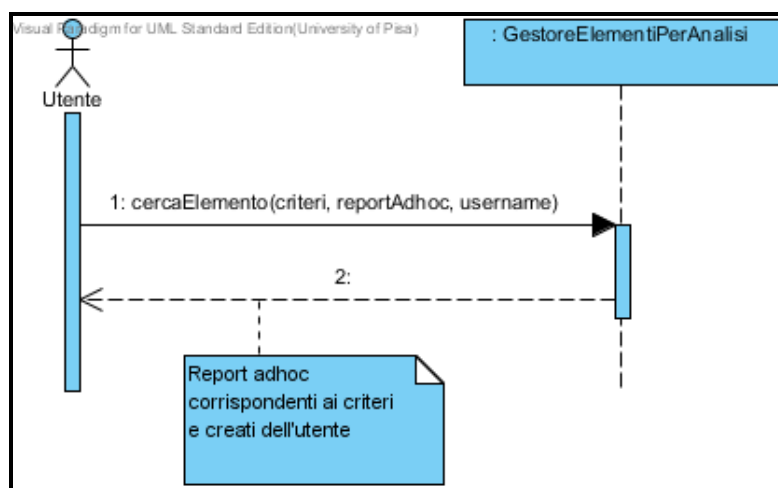 Visual Paradigm for UML Standard Edition(University of Pisa)
: GestoreElementiPerAnalisi
Utente
1: cercaElemento(criteri, reportAdhoc, username)
2:
Report adhoc
corrispondenti ai criteri
e creati dell'utente